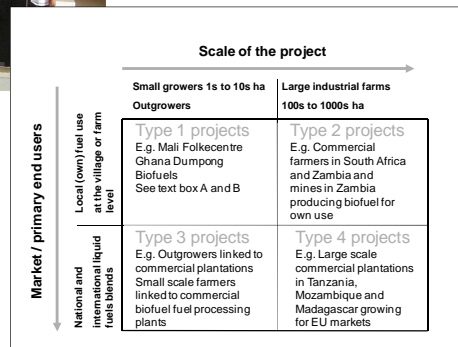 Scale of the project
Small growers 1s to 10s ha
Outgrowers
Large industrial farms
100s to 1000s ha
Market / primary end users
Local (own) fuel use
at the village or farm
level
Type 1 projects
E.g. Mali Folkecentre
Ghana Dumpong
Biofuels
See text box A and B
Type 2 projects
E.g. Commercial
farmers in South Africa
and Zambia and
mines in Zambia
producing biofuel for
own use
National and
international liquid
fuels blends
Type 3 projects
E.g. Outgrowers linked to
commercial plantations
Small scale farmers
linked to commercial
biofuel fuel processing
plants
Type 4 projects
E.g. Large scale
commercial plantations
in Tanzania,
Mozambique and
Madagascar growing
for EU markets